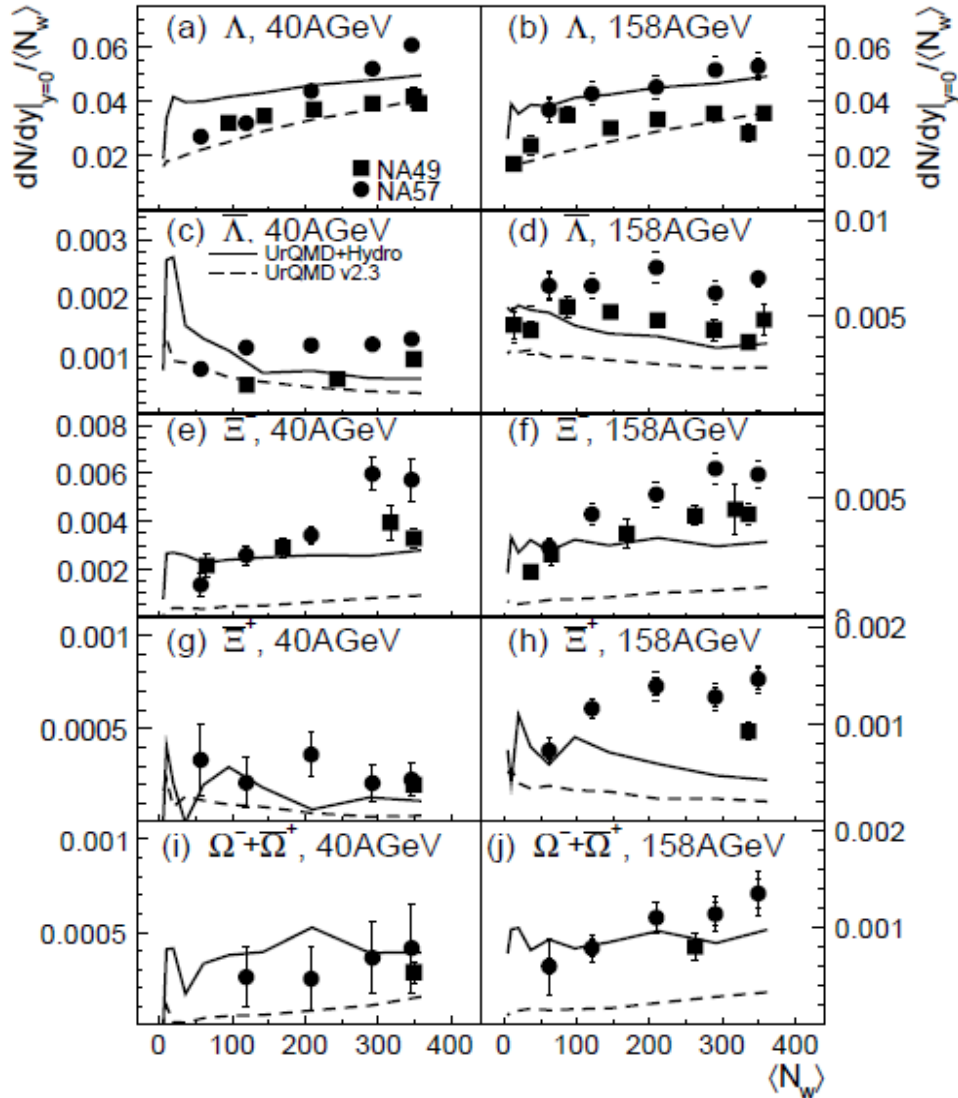 dN/dy|y=0/⟨Nw⟩
dN/dy|y=0/⟨Nw⟩
(a) Λ, 40AGeV
(b) Λ, 158AGeV
0.06
0.04
0.02
0.06
0.04
0.02
■ NA49
● NA57
(c) Λ̅, 40AGeV
UrQMD+Hydro
UrQMD v2.3
(d) Λ̅, 158AGeV
0.003
0.002
0.001
0.01
0.005
(e) Ξ⁻, 40AGeV
(f) Ξ⁻, 158AGeV
0.008
0.006
0.004
0.002
0.005
0
(g) Ξ̅⁺, 40AGeV
(h) Ξ̅⁺, 158AGeV
0.001
0.0005
0.002
0.001
(i) Ω⁻+Ω̅⁺, 40AGeV
(j) Ω⁻+Ω̅⁺, 158AGeV
0.001
0.0005
0.002
0.001
0 100 200 300 400
0 100 200 300 400
⟨Nw⟩